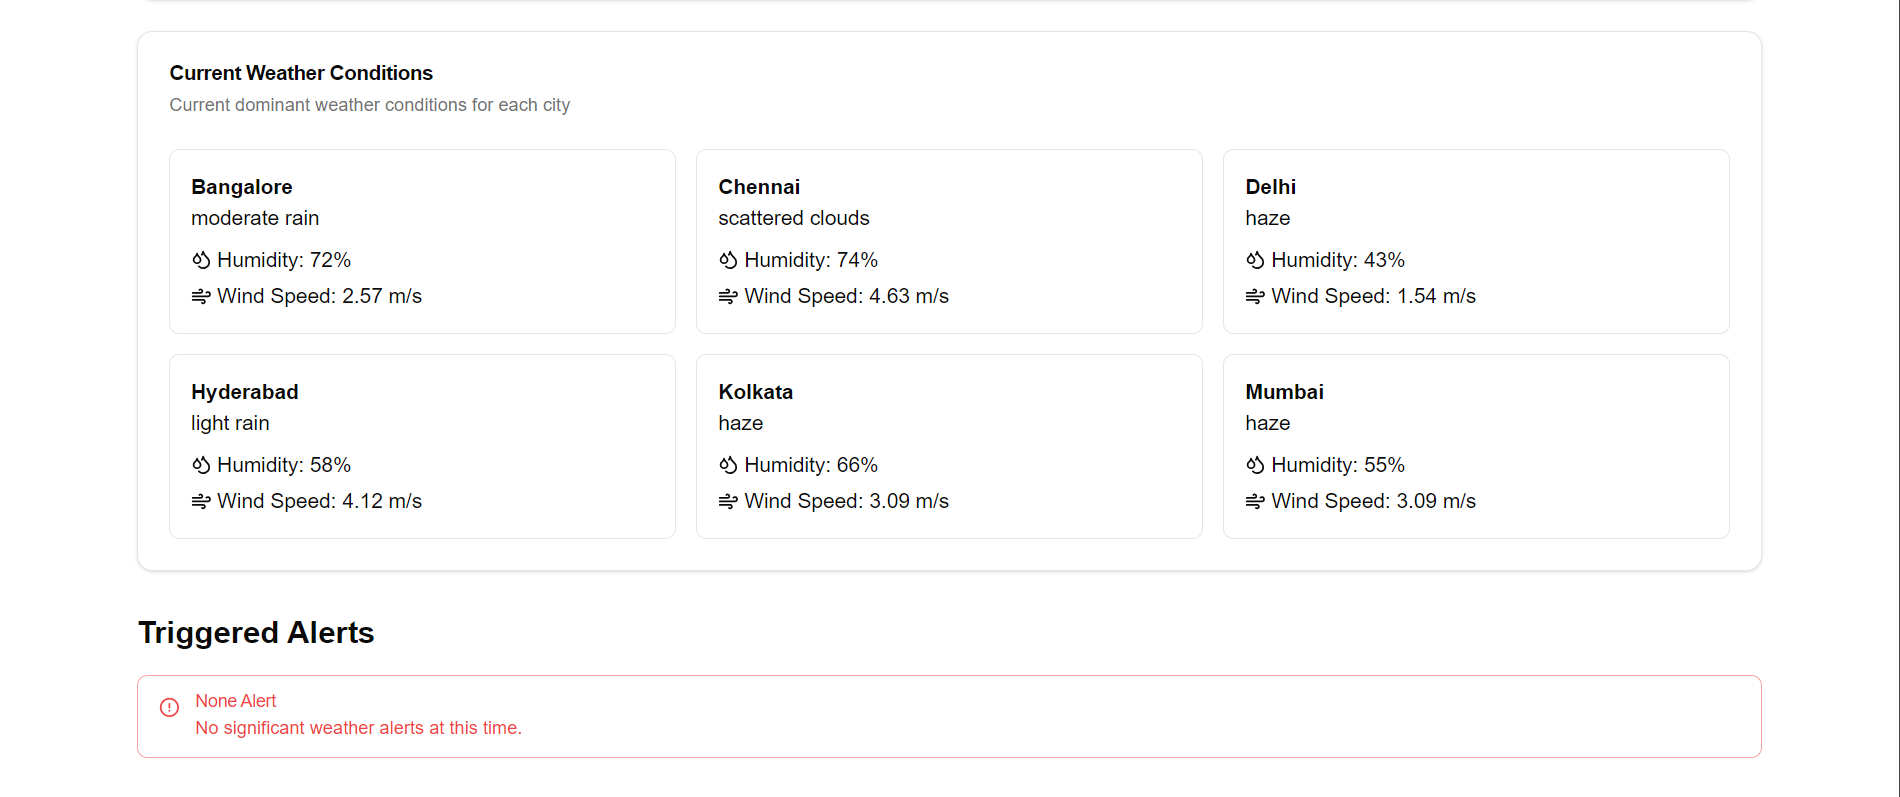 Current Weather Conditions
Current dominant weather conditions for each city
Bangalore
moderate rain
Humidity: 72%
Wind Speed: 2.57 m/s
Chennai
scattered clouds
Humidity: 74%
Wind Speed: 4.63 m/s
Delhi
haze
Humidity: 43%
Wind Speed: 1.54 m/s
Hyderabad
light rain
Humidity: 58%
Wind Speed: 4.12 m/s
Kolkata
haze
Humidity: 66%
Wind Speed: 3.09 m/s
Mumbai
haze
Humidity: 55%
Wind Speed: 3.09 m/s
Triggered Alerts
None Alert
No significant weather alerts at this time.